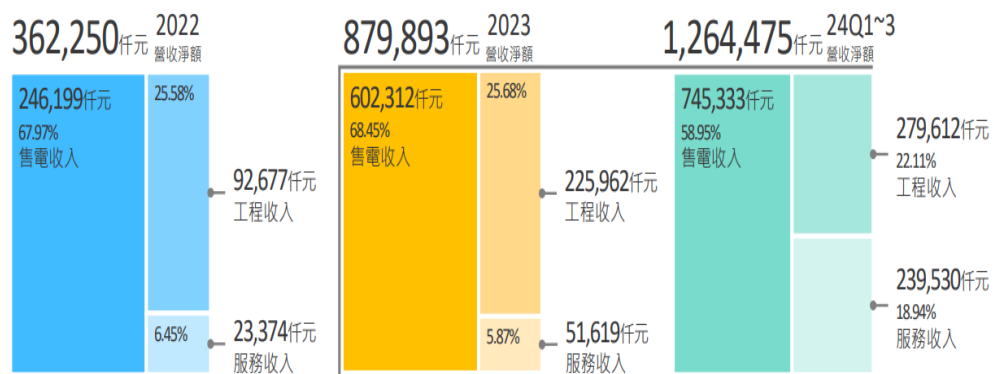 362,250仟元 2022 營收淨額
246,199仟元
67.97%
售電收入
25.58%
92,677仟元
工程收入
6.45%
23,374仟元
服務收入
879,893仟元 2023 營收淨額
602,312仟元
68.45%
售電收入
25.68%
225,962仟元
工程收入
5.87%
51,619仟元
服務收入
1,264,475仟元 24Q1~3 營收淨額
745,333仟元
58.95%
售電收入
279,612仟元
22.11%
工程收入
239,530仟元
18.94%
服務收入